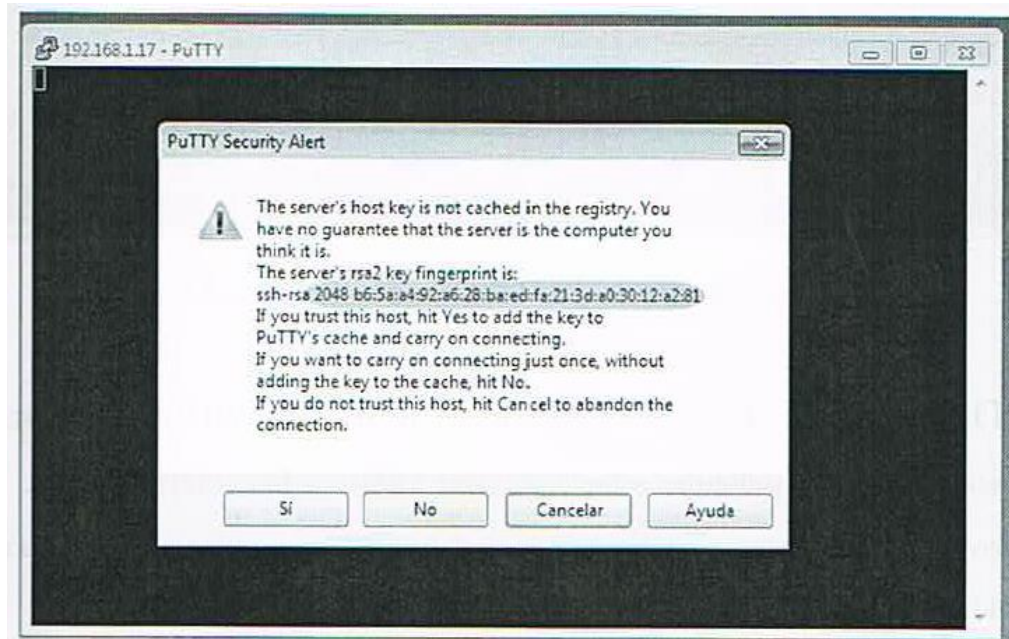 192.168.1.17 - PuTTY
PuTTY Security Alert
The server's host key is not cached in the registry. You
have no guarantee that the server is the computer you
think it is.
The server's rsa2 key fingerprint is:
ssh-rsa 2048 b6:5a:a4:92:a6:28:ba:ed:fa:21:3d:a0:30:12:a2:81
If you trust this host, hit Yes to add the key to
PuTTY's cache and carry on connecting.
If you want to carry on connecting just once, without
adding the key to the cache, hit No.
If you do not trust this host, hit Cancel to abandon the
connection.
Sí No Cancelar Ayuda